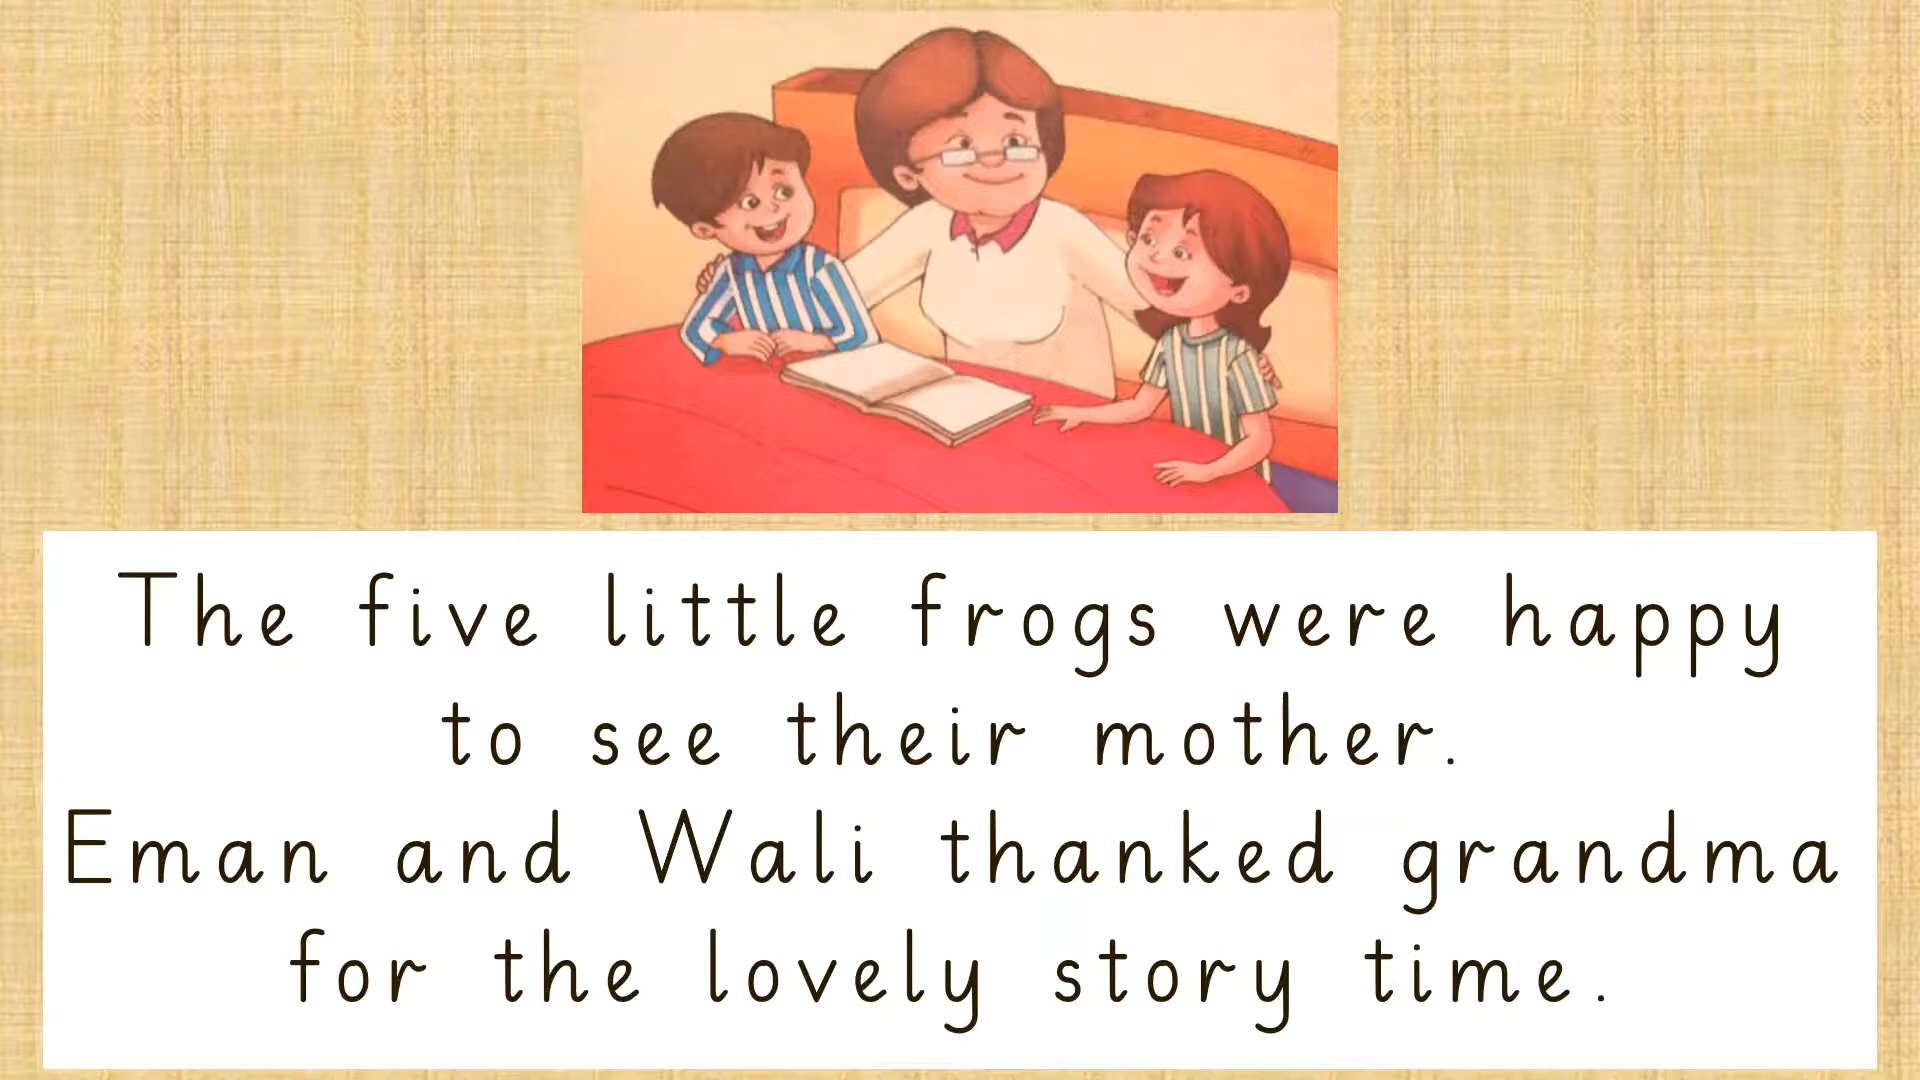 The five little frogs were happy
to see their mother.
Eman and Wali thanked grandma
for the lovely story time.